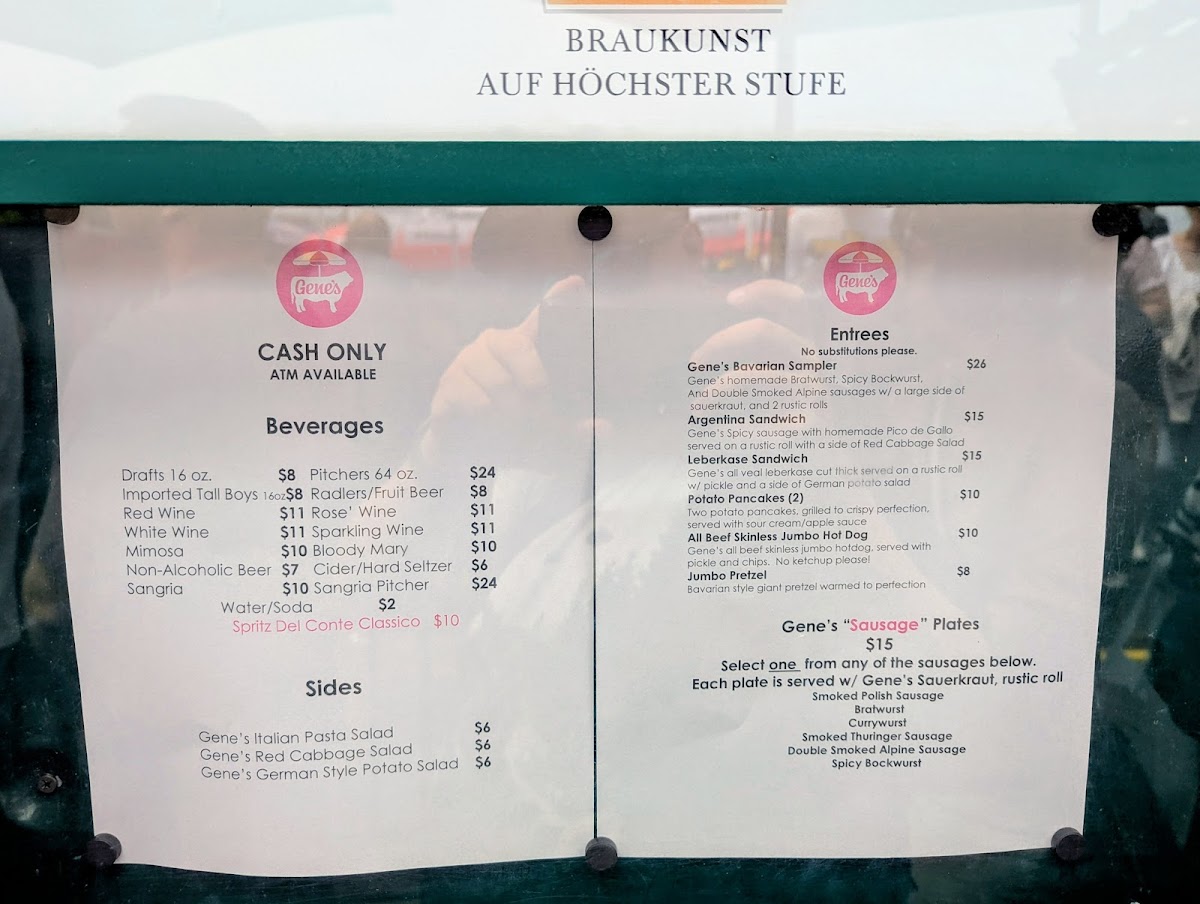 BRAUKUNST
AUF HÖCHSTER STUFE
Gene's
CASH ONLY
ATM AVAILABLE
Beverages
Drafts 16 oz. $8 Pitchers 64 oz. $24
Imported Tall Boys 16oz $8 Radlers/Fruit Beer $8
Red Wine $11 Rose' Wine $11
White Wine $11 Sparkling Wine $11
Mimosa $10 Bloody Mary $10
Non-Alcoholic Beer $7 Cider/Hard Seltzer $6
Sangria $10 Sangria Pitcher $24
Water/Soda $2
Spritz Del Conte Classico $10
Sides
Gene's Italian Pasta Salad $6
Gene's Red Cabbage Salad $6
Gene's German Style Potato Salad $6
Gene's
Entrees
No substitutions please.
Gene's Bavarian Sampler $26
Gene's homemade Bratwurst, Spicy Bockwurst,
And Double Smoked Alpine sausages w/ a large side of
sauerkraut, and 2 rustic rolls
Argentina Sandwich $15
Gene's Spicy sausage with homemade Pico de Gallo
served on a rustic roll with a side of Red Cabbage Salad
Leberkase Sandwich $15
Gene's all veal leberkase cut thick served on a rustic roll
w/ pickle and a side of German potato salad
Potato Pancakes (2) $10
Two potato pancakes, grilled to crispy perfection,
served with sour cream/apple sauce
All Beef Skinless Jumbo Hot Dog $10
Gene's all beef skinless jumbo hotdog, served with
pickle and chips. No ketchup please!
Jumbo Pretzel $8
Bavarian style giant pretzel warmed to perfection
Gene's "Sausage" Plates
$15
Select one from any of the sausages below.
Each plate is served w/ Gene's Sauerkraut, rustic roll
Smoked Polish Sausage
Bratwurst
Currywurst
Smoked Thuringer Sausage
Double Smoked Alpine Sausage
Spicy Bockwurst